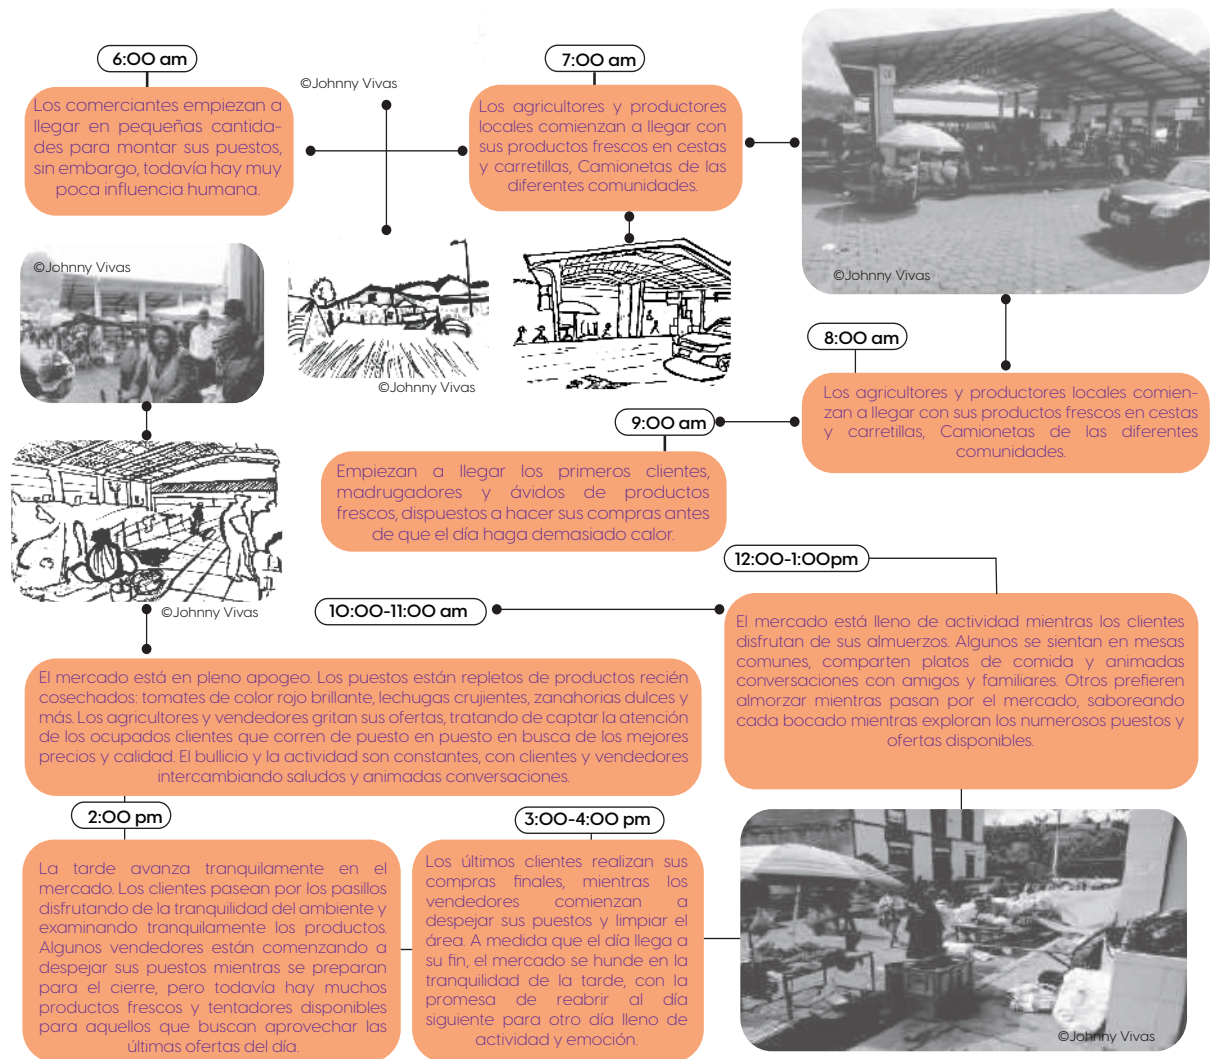 6:00 am
Los comerciantes empiezan a
llegar en pequeñas cantida-
des para montar sus puestos,
sin embargo, todavía hay muy
poca influencia humana.
©Johnny Vivas
7:00 am
Los agricultores y productores
locales comienzan a llegar con
sus productos frescos en cestas
y carretillas, Camionetas de las
diferentes comunidades.
©Johnny Vivas
©Johnny Vivas
©Johnny Vivas
8:00 am
Los agricultores y productores locales comien-
zan a llegar con sus productos frescos en cestas
y carretillas, Camionetas de las diferentes
comunidades.
9:00 am
Empiezan a llegar los primeros clientes,
madrugadores y ávidos de productos
frescos, dispuestos a hacer sus compras antes
de que el día haga demasiado calor.
©Johnny Vivas
10:00-11:00 am
El mercado está en pleno apogeo. Los puestos están repletos de productos recién
cosechados: tomates de color rojo brillante, lechugas crujientes, zanahorias dulces y
más. Los agricultores y vendedores gritan sus ofertas, tratando de captar la atención
de los ocupados clientes que corren de puesto en puesto en busca de los mejores
precios y calidad. El bullicio y la actividad son constantes, con clientes y vendedores
intercambiando saludos y animadas conversaciones.
12:00-1:00pm
El mercado está lleno de actividad mientras los clientes
disfrutan de sus almuerzos. Algunos se sientan en mesas
comunes, comparten platos de comida y animadas
conversaciones con amigos y familiares. Otros prefieren
almorzar mientras pasan por el mercado, saboreando
cada bocado mientras exploran los numerosos puestos y
ofertas disponibles.
2:00 pm
La tarde avanza tranquilamente en el
mercado. Los clientes pasean por los pasillos
disfrutando de la tranquilidad del ambiente y
examinando tranquilamente los productos.
Algunos vendedores están comenzando a
despejar sus puestos mientras se preparan
para el cierre, pero todavía hay muchos
productos frescos y tentadores disponibles
para aquellos que buscan aprovechar las
últimas ofertas del día.
3:00-4:00 pm
Los últimos clientes realizan sus
compras finales, mientras los
vendedores comienzan a
despejar sus puestos y limpiar el
área. A medida que el día llega a
su fin, el mercado se hunde en la
tranquilidad de la tarde, con la
promesa de reabrir al día
siguiente para otro día lleno de
actividad y emoción.
©Johnny Vivas